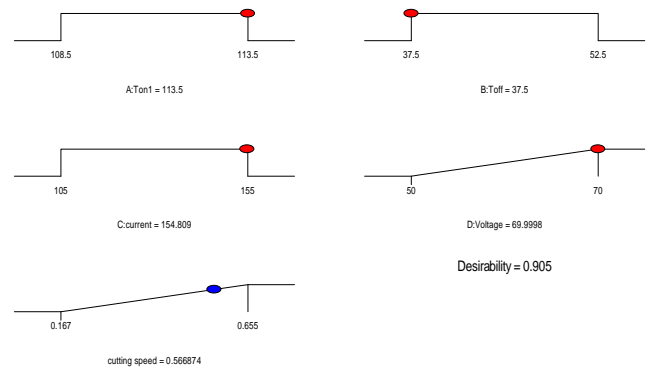 108.5 113.5
A:Ton1 = 113.5
37.5 52.5
B:Toff = 37.5
105 155
C:current = 154.809
50 70
D:Voltage = 69.9998
0.167 0.655
cutting speed = 0.566874
Desirability = 0.905